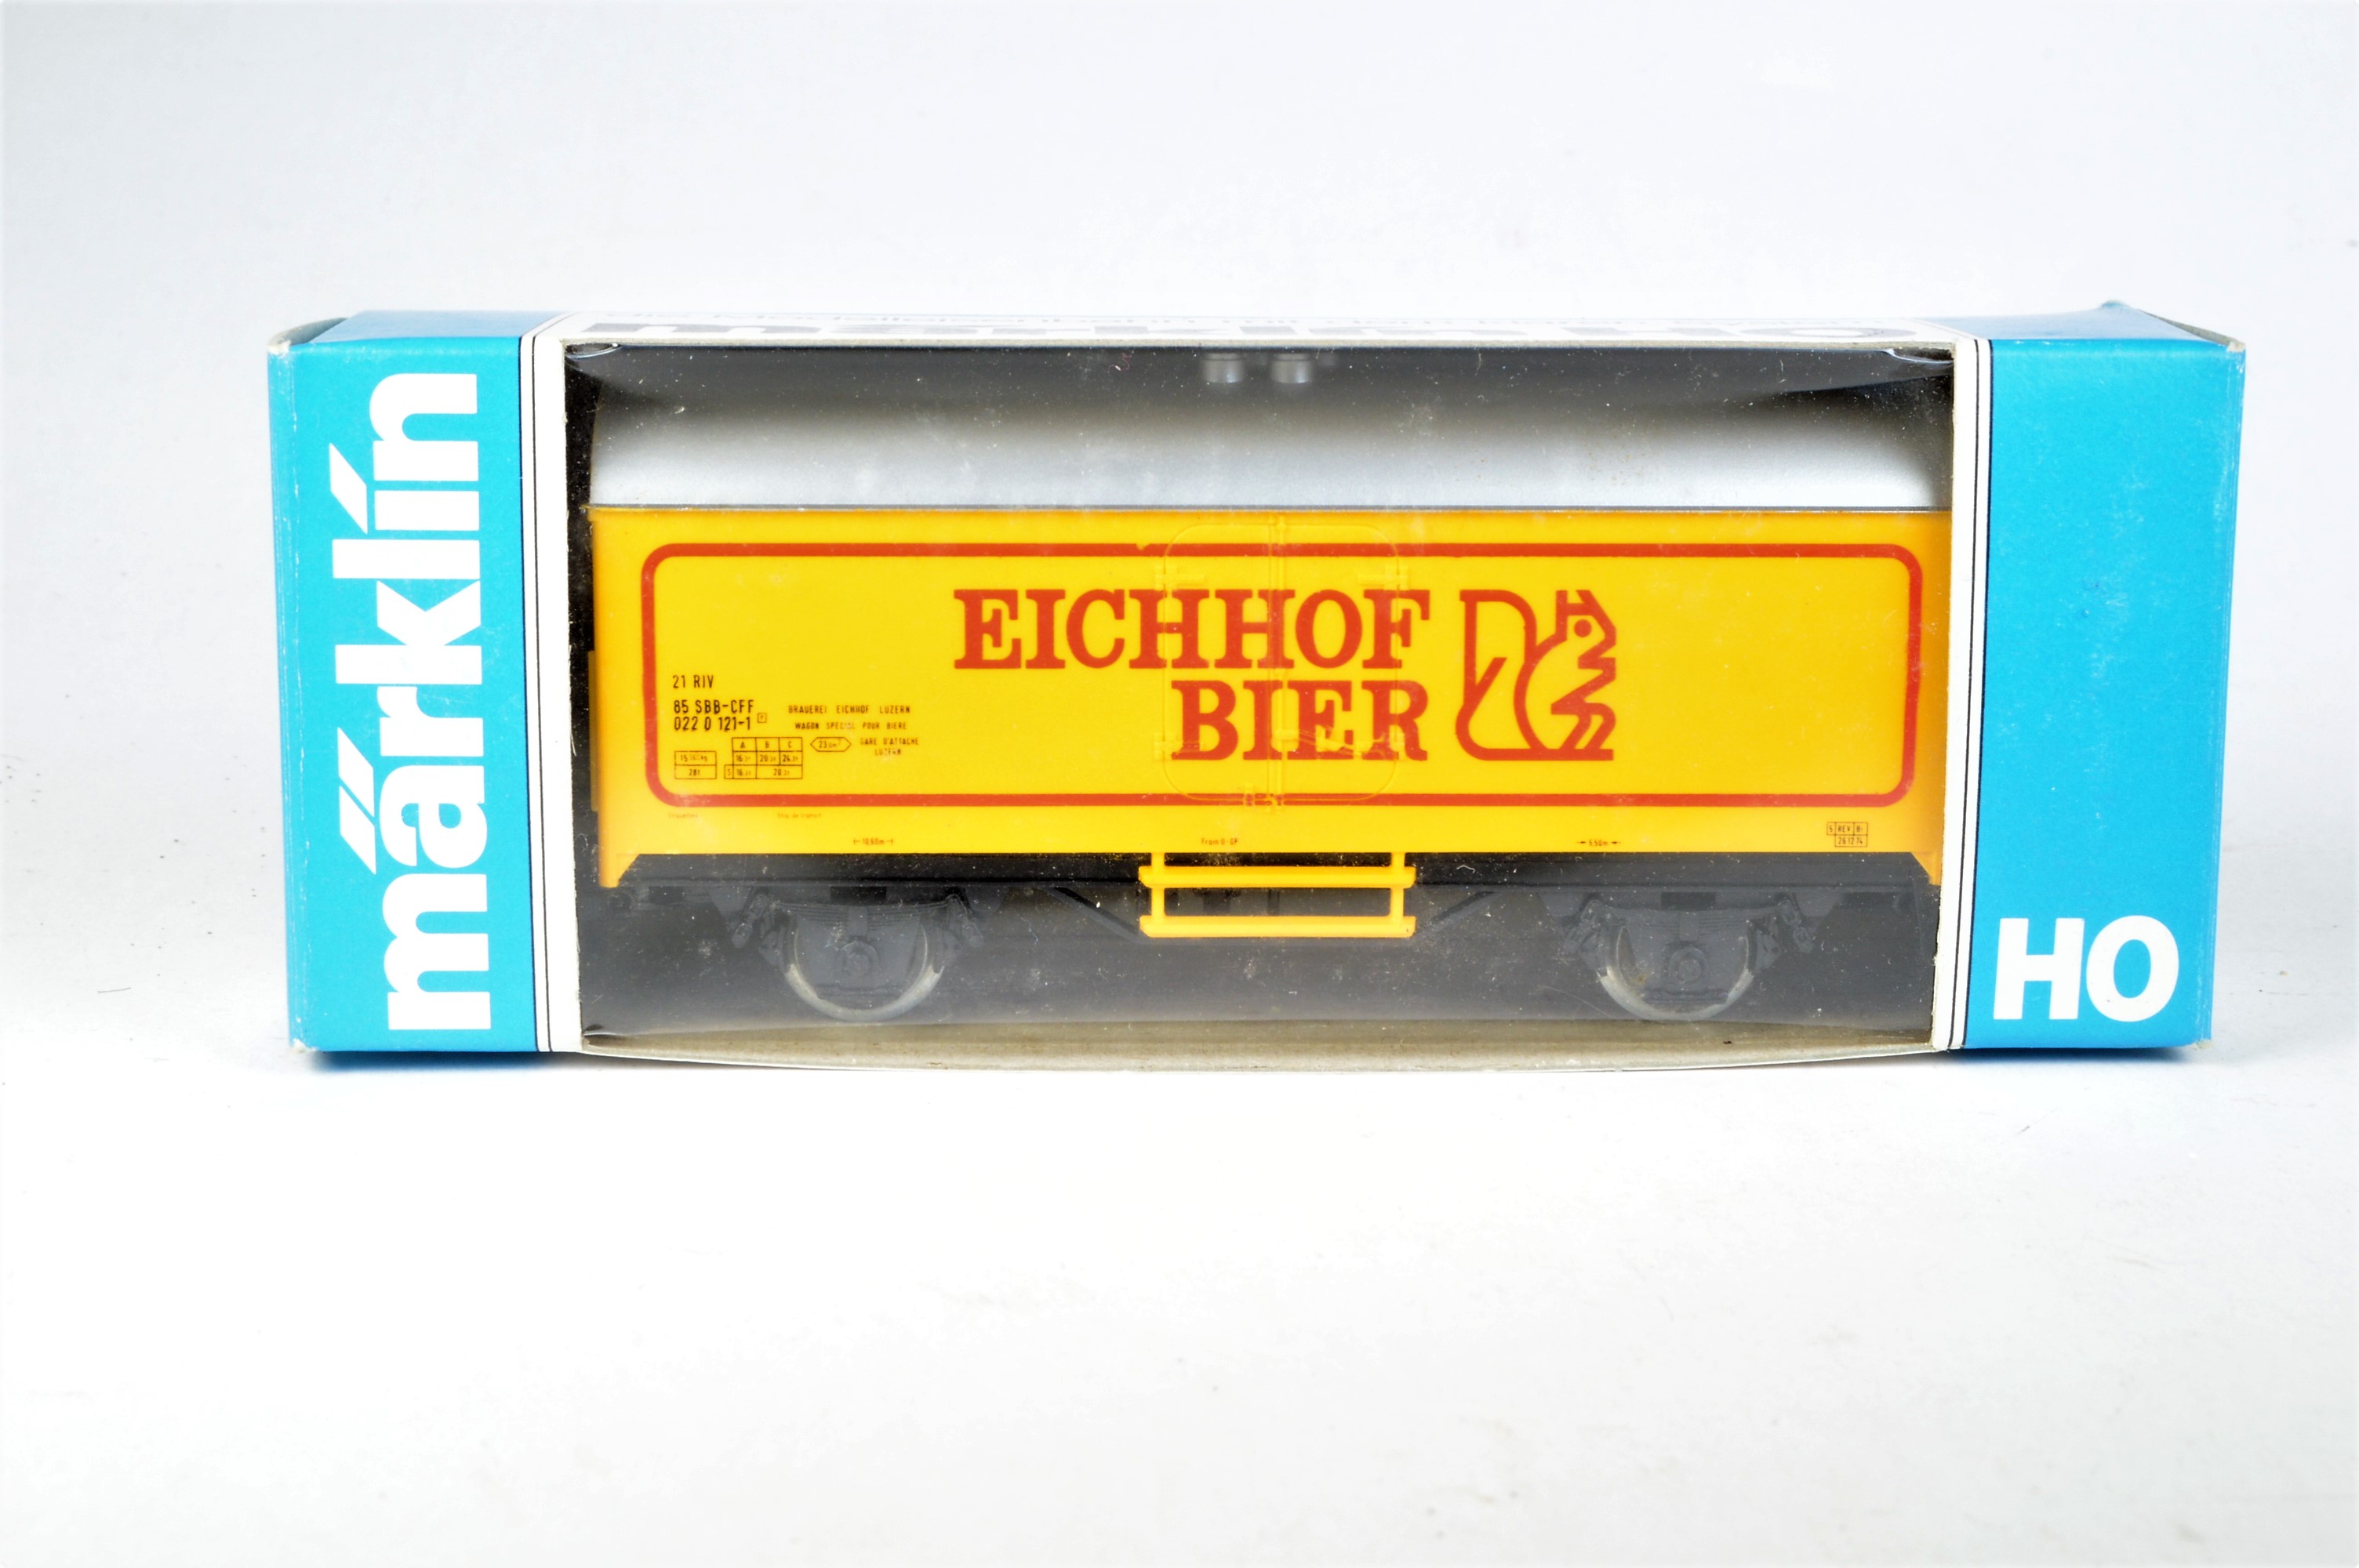 märklín
EICHHOF
BIER
21 RIV
85 SBB-CFF
022 0 121-1 P
BRAUEREI EICHHOF LUZERN
WAGON SPECIAL POUR BIERE
GARE D'ATTACHE
LUZERN
A B C
HO